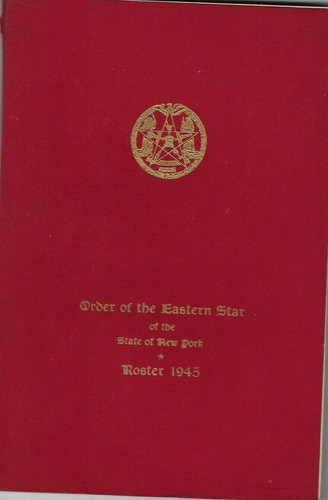 Order of the Eastern Star
of the
State of New York
★
Roster 1945